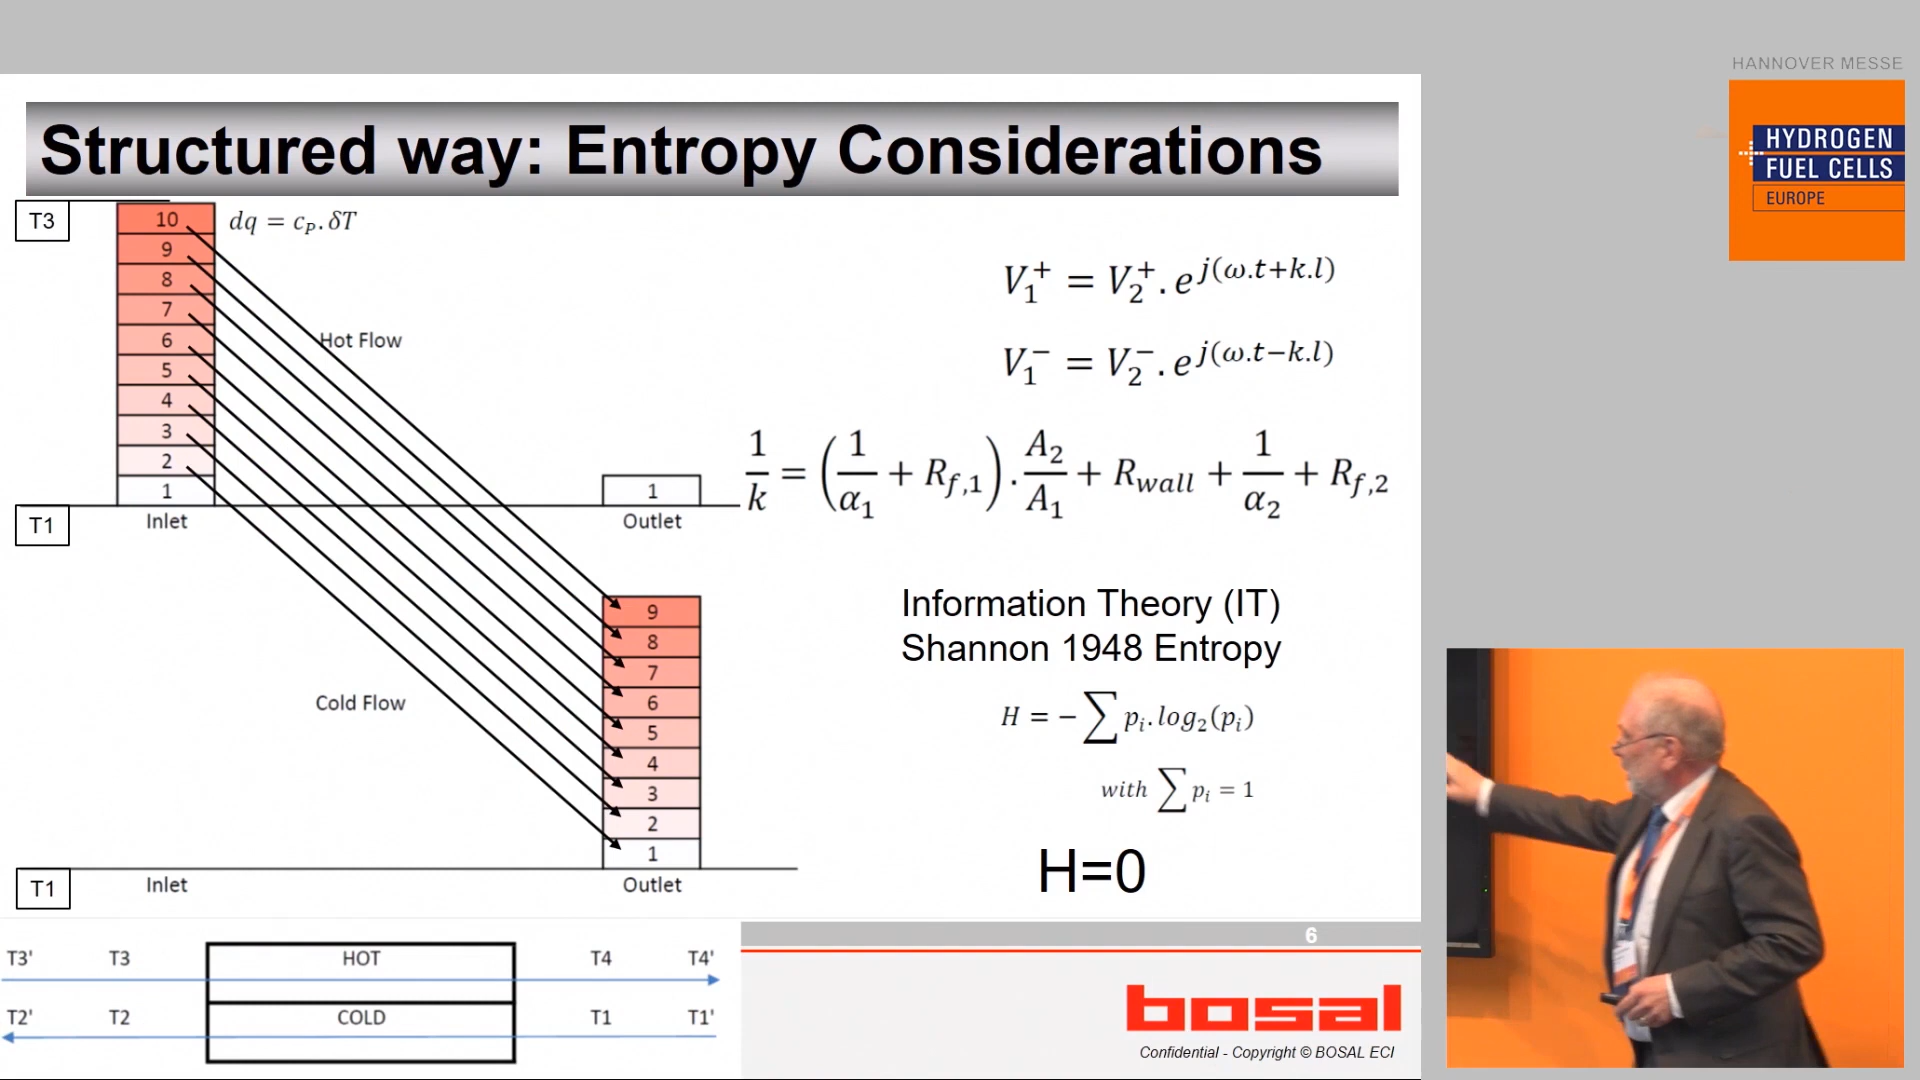 HANNOVER MESSE
HYDROGEN
FUEL CELLS
EUROPE
Structured way: Entropy Considerations
T3
10
9
8
7
6
5
4
3
2
1
dq = c_P. δT
Hot Flow
1
T1
Inlet
Outlet
9
8
7
6
5
4
3
2
1
Cold Flow
T1
Inlet
Outlet
V_1^+ = V_2^+. e^{j(ω.t+k.l)}
V_1^- = V_2^-. e^{j(ω.t−k.l)}
1/k = (1/α_1 + R_{f,1}) . A_2/A_1 + R_{wall} + 1/α_2 + R_{f,2}
Information Theory (IT)
Shannon 1948 Entropy
H = − ∑ p_i. log_2(p_i)
with ∑ p_i = 1
H=0
T3' T3 HOT T4 T4'
T2' T2 COLD T1 T1'
6
bosal
Confidential - Copyright © BOSAL ECI